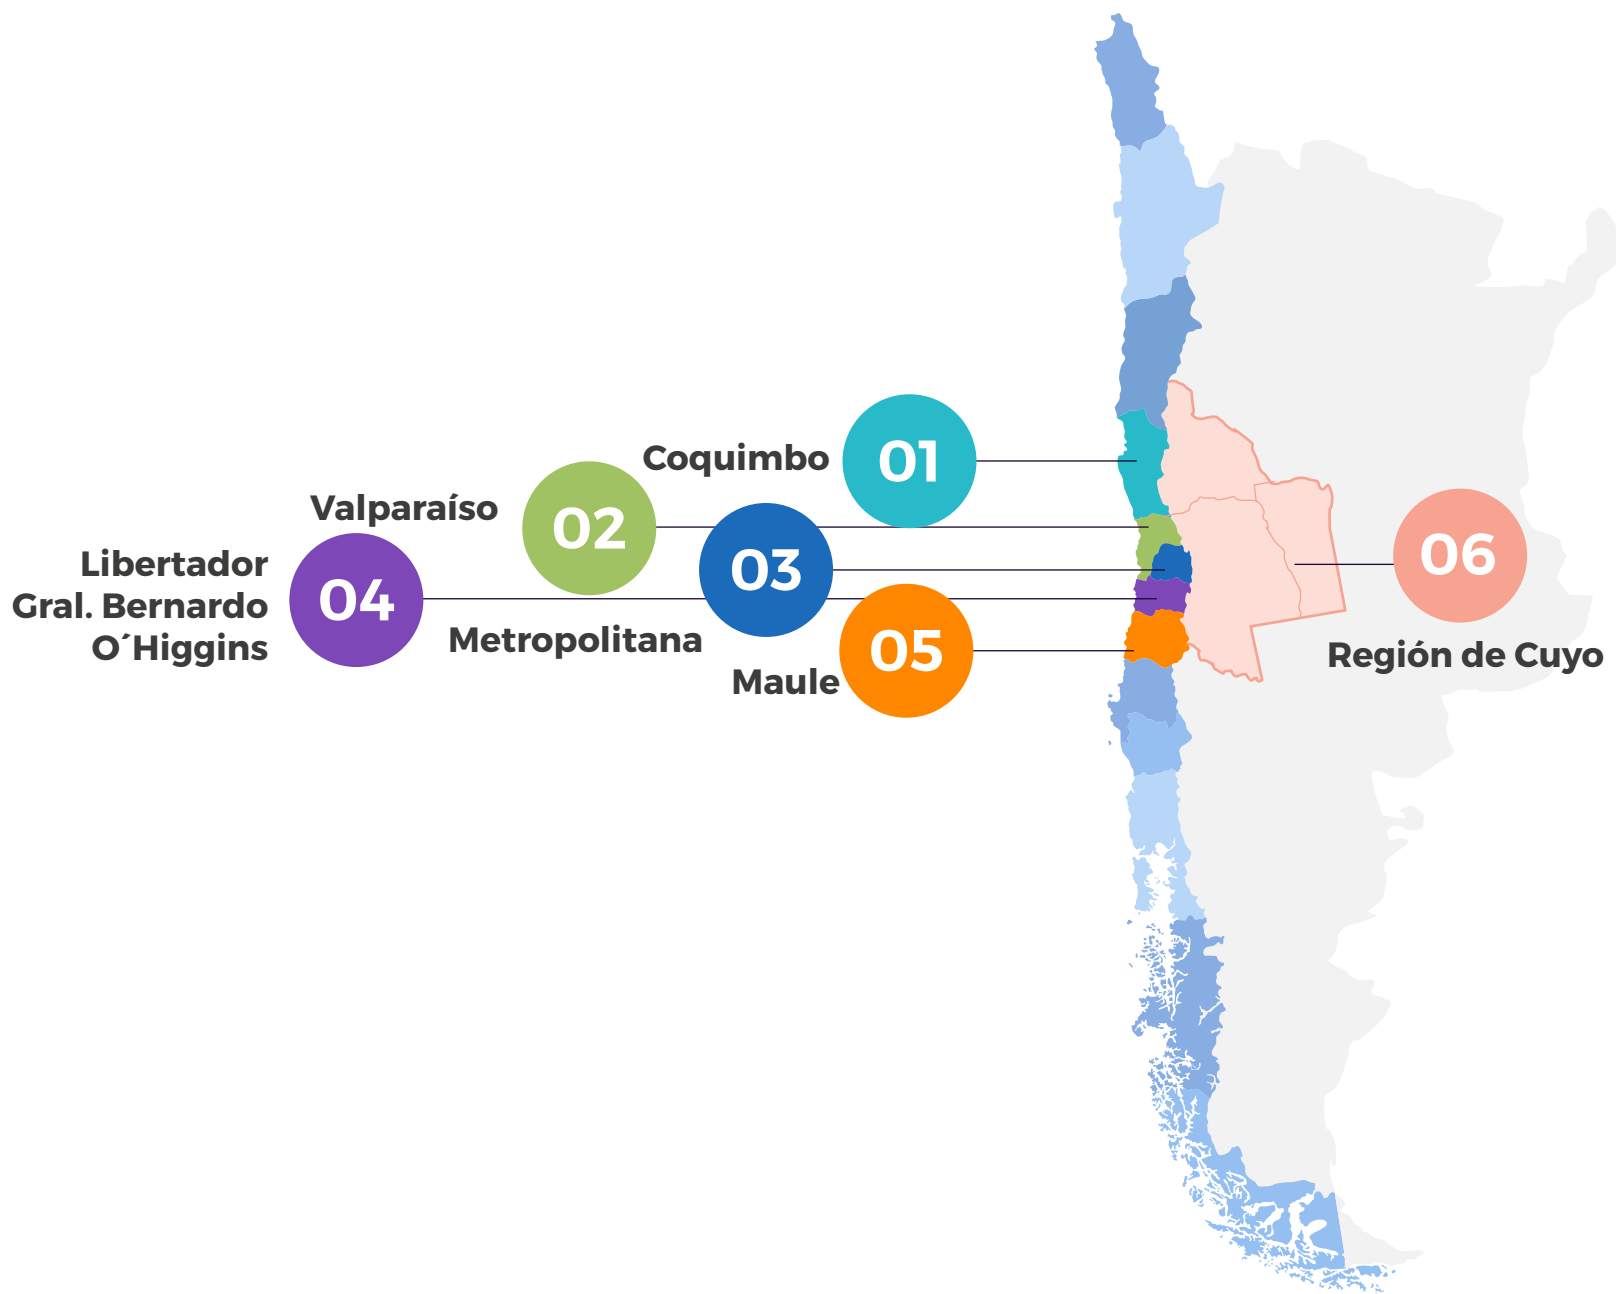 Coquimbo
01
Valparaíso
02
03
Metropolitana
Libertador
Gral. Bernardo
O´Higgins
04
Maule
05
06
Región de Cuyo